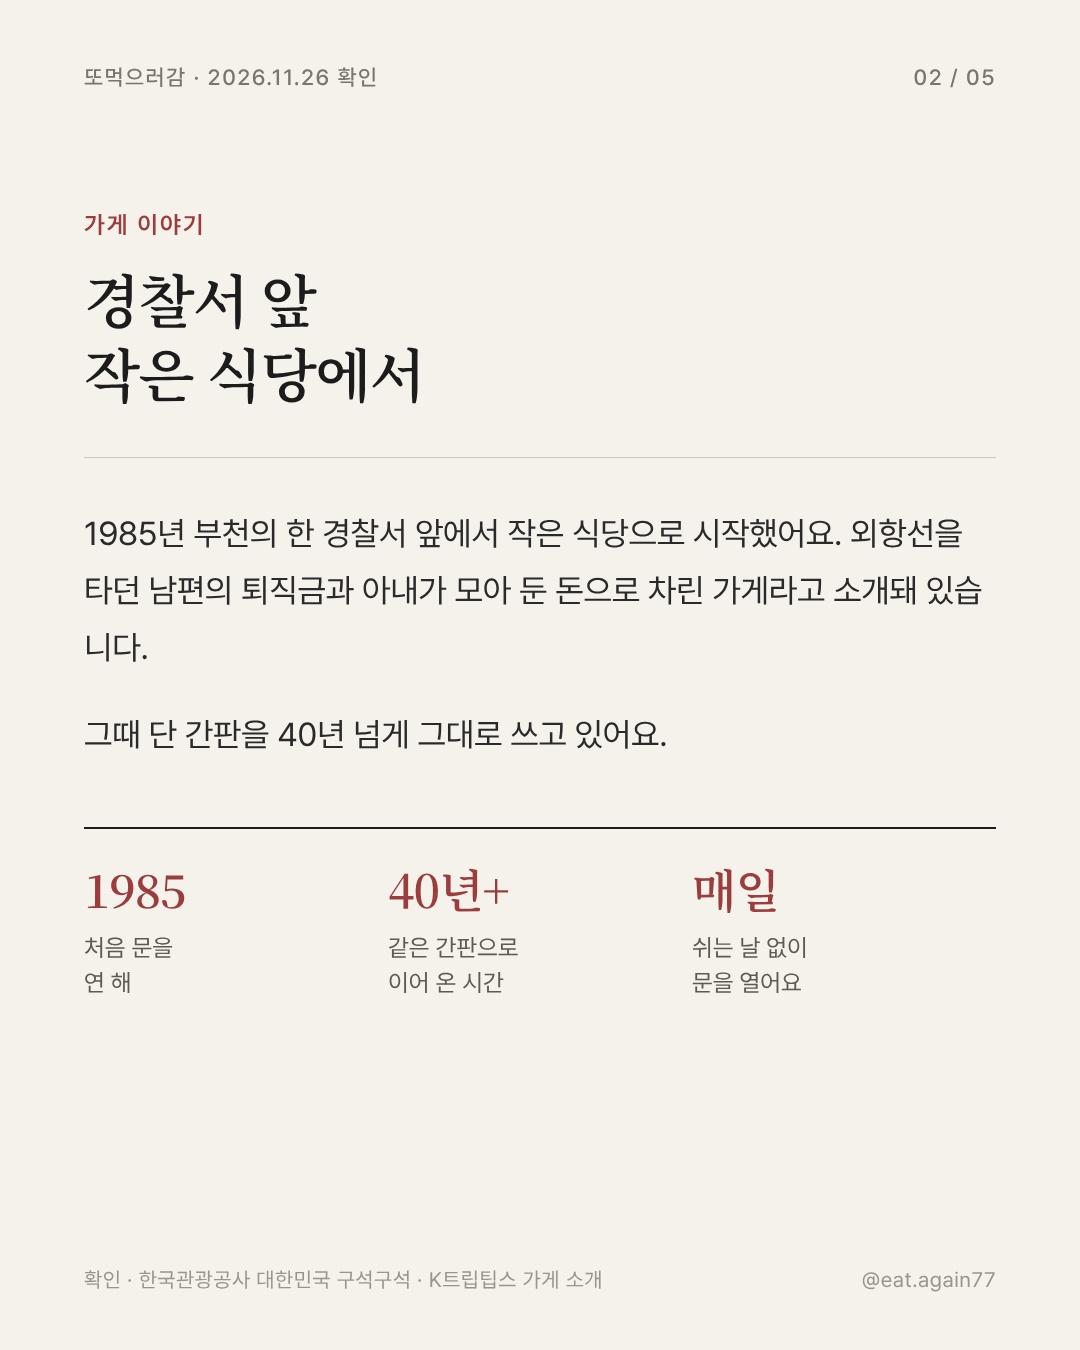 또먹으러감 · 2026.11.26 확인
02 / 05
가게 이야기
경찰서 앞
작은 식당에서
1985년 부천의 한 경찰서 앞에서 작은 식당으로 시작했어요. 외항선을
타던 남편의 퇴직금과 아내가 모아 둔 돈으로 차린 가게라고 소개돼 있습
니다.
그때 단 간판을 40년 넘게 그대로 쓰고 있어요.
1985
처음 문을
연 해
40년+
같은 간판으로
이어 온 시간
매일
쉬는 날 없이
문을 열어요
확인 · 한국관광공사 대한민국 구석구석 · K트립팁스 가게 소개
@eat.again77